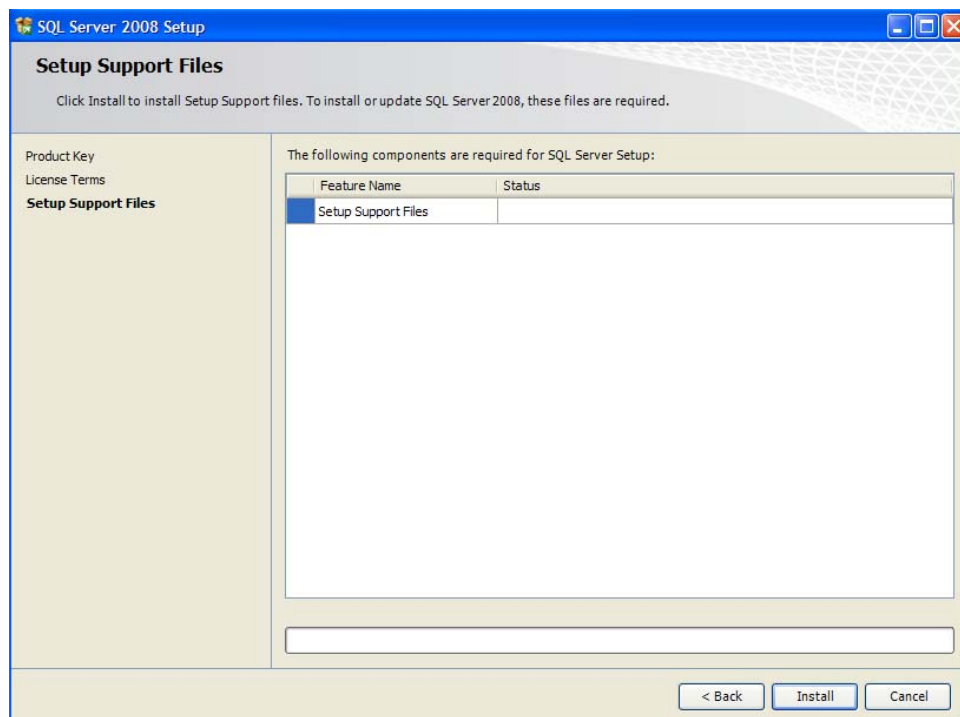 SQL Server 2008 Setup
Setup Support Files
Click Install to install Setup Support files. To install or update SQL Server 2008, these files are required.
Product Key
License Terms
Setup Support Files
The following components are required for SQL Server Setup:
Feature Name Status
Setup Support Files
< Back Install Cancel